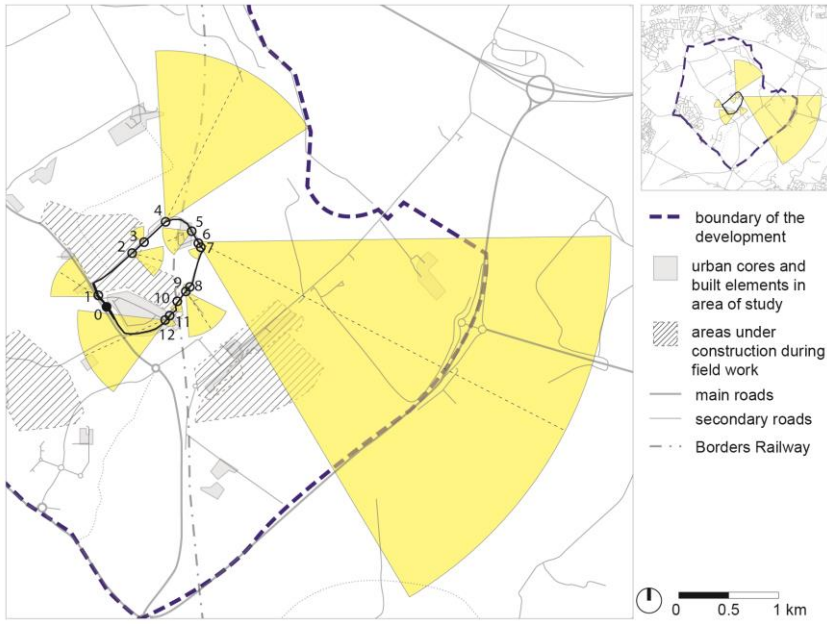 4
5
3
6
2
7
9
8
1
10
0
11
12
boundary of the
development
urban cores and
built elements in
area of study
areas under
construction during
field work
main roads
secondary roads
Borders Railway
0 0.5 1 km